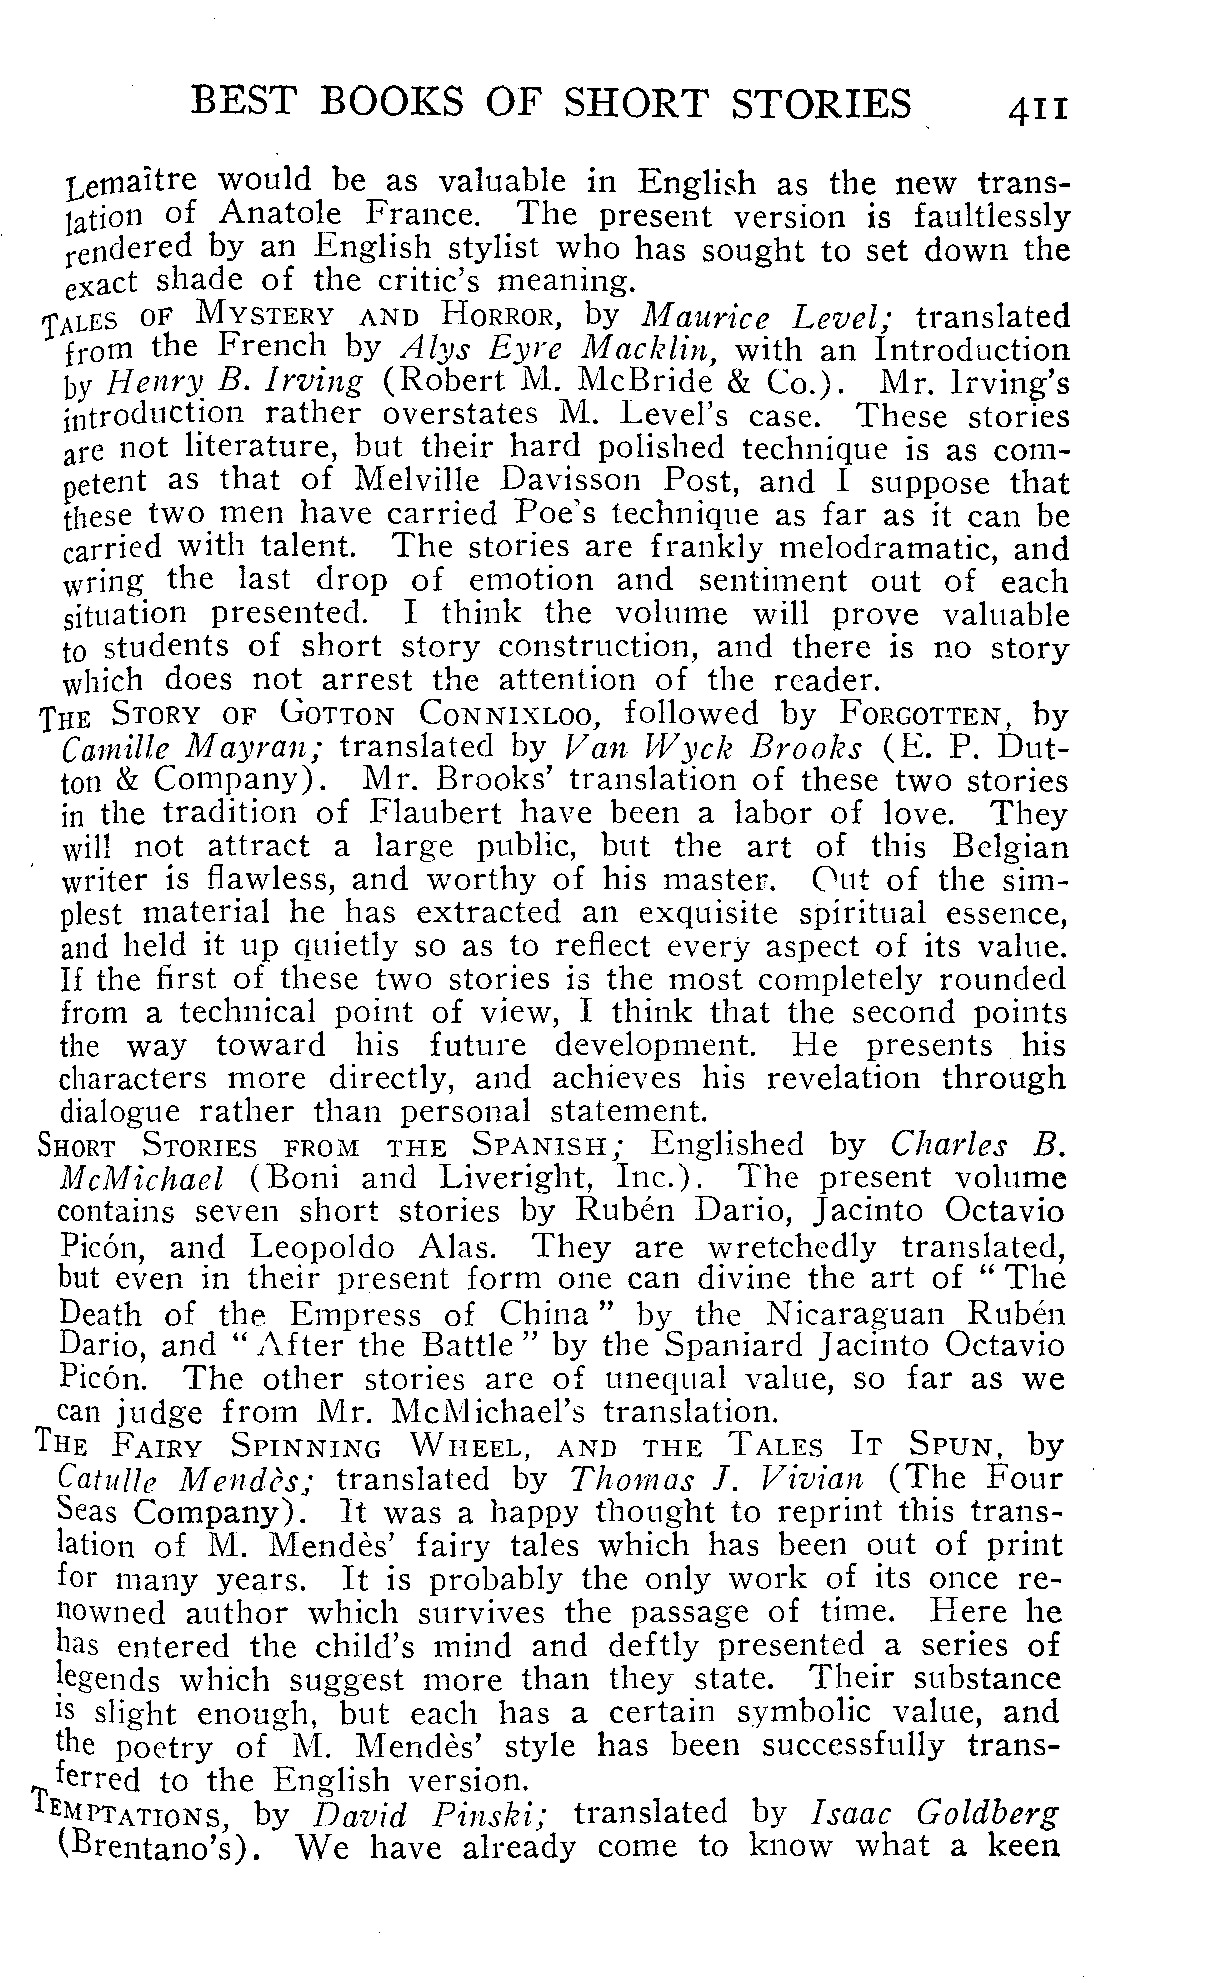 BEST BOOKS OF SHORT STORIES 411
Lemaître would be as valuable in English as the new trans-
lation of Anatole France. The present version is faultlessly
rendered by an English stylist who has sought to set down the
exact shade of the critic's meaning.
TALES OF MYSTERY AND HORROR, by Maurice Level; translated
from the French by Alys Eyre Macklin, with an Introduction
by Henry B. Irving (Robert M. McBride & Co.). Mr. Irving's
introduction rather overstates M. Level's case. These stories
are not literature, but their hard polished technique is as com-
petent as that of Melville Davisson Post, and I suppose that
these two men have carried Poe's technique as far as it can be
carried with talent. The stories are frankly melodramatic, and
wring the last drop of emotion and sentiment out of each
situation presented. I think the volume will prove valuable
to students of short story construction, and there is no story
which does not arrest the attention of the reader.
THE STORY OF GOTTON CONNIXLOO, followed by FORGOTTEN, by
Camille Mayran; translated by Van Wyck Brooks (E. P. Dut-
ton & Company). Mr. Brooks' translation of these two stories
in the tradition of Flaubert have been a labor of love. They
will not attract a large public, but the art of this Belgian
writer is flawless, and worthy of his master. Out of the sim-
plest material he has extracted an exquisite spiritual essence,
and held it up quietly so as to reflect every aspect of its value.
If the first of these two stories is the most completely rounded
from a technical point of view, I think that the second points
the way toward his future development. He presents his
characters more directly, and achieves his revelation through
dialogue rather than personal statement.
SHORT STORIES FROM THE SPANISH; Englished by Charles B.
McMichael (Boni and Liveright, Inc.). The present volume
contains seven short stories by Rubén Dario, Jacinto Octavio
Picón, and Leopoldo Alas. They are wretchedly translated,
but even in their present form one can divine the art of "The
Death of the Empress of China" by the Nicaraguan Rubén
Dario, and "After the Battle" by the Spaniard Jacinto Octavio
Picón. The other stories are of unequal value, so far as we
can judge from Mr. McMichael's translation.
THE FAIRY SPINNING WHEEL, AND THE TALES IT SPUN, by
Catulle Mendès; translated by Thomas J. Vivian (The Four
Seas Company). It was a happy thought to reprint this trans-
lation of M. Mendès' fairy tales which has been out of print
for many years. It is probably the only work of its once re-
nowned author which survives the passage of time. Here he
has entered the child's mind and deftly presented a series of
legends which suggest more than they state. Their substance
is slight enough, but each has a certain symbolic value, and
the poetry of M. Mendès' style has been successfully trans-
ferred to the English version.
TEMPTATIONS, by David Pinski; translated by Isaac Goldberg
(Brentano's). We have already come to know what a keen